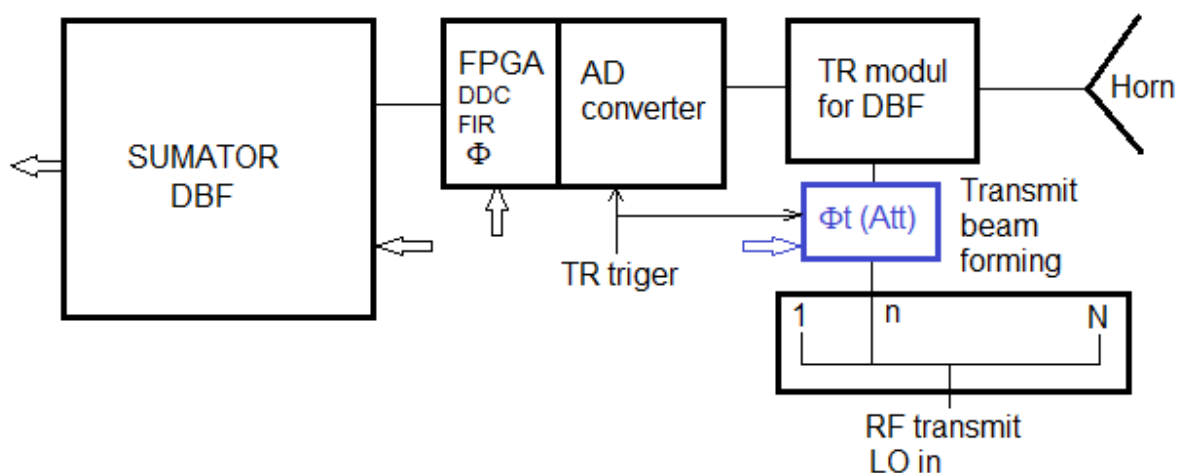 SUMATOR
DBF
FPGA
DDC
FIR
Φ
AD
converter
TR modul
for DBF
Horn
Φt (Att)
Transmit
beam
forming
TR triger
1
n
N
RF transmit
LO in